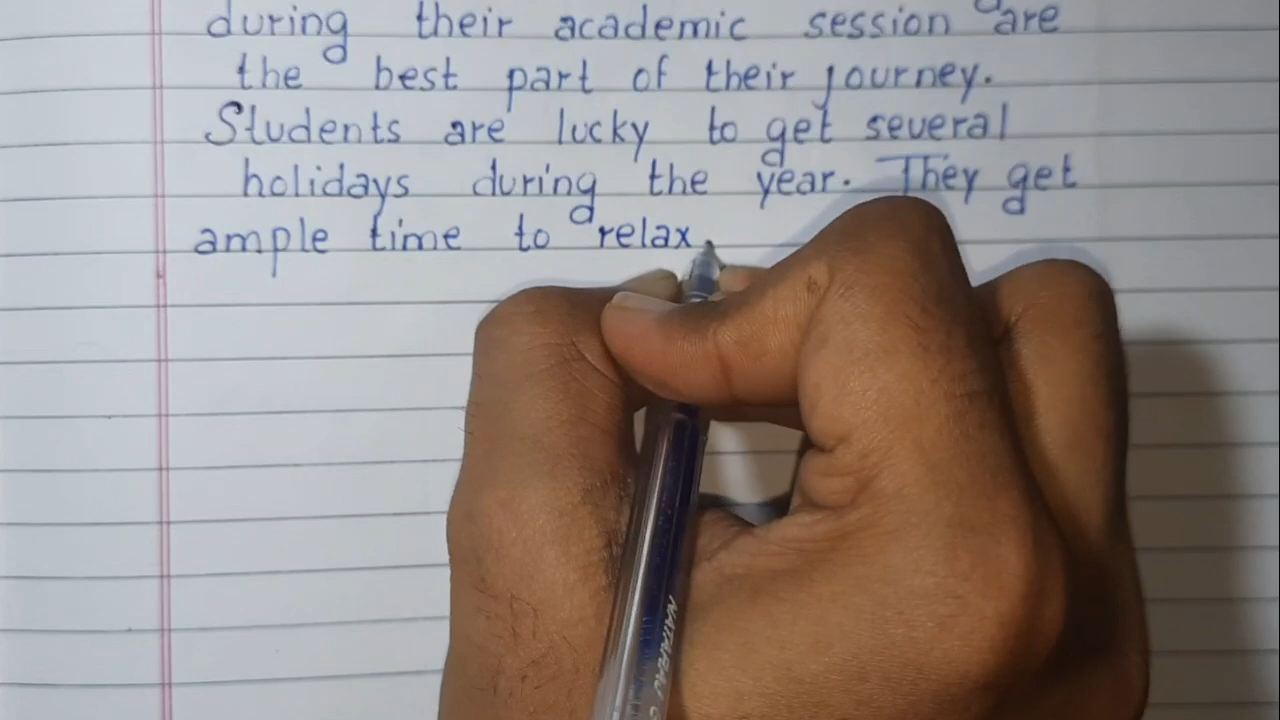 during their academic session are
the best part of their journey.
Students are lucky to get several
holidays during the year. They get
ample time to relax
NATARAJ